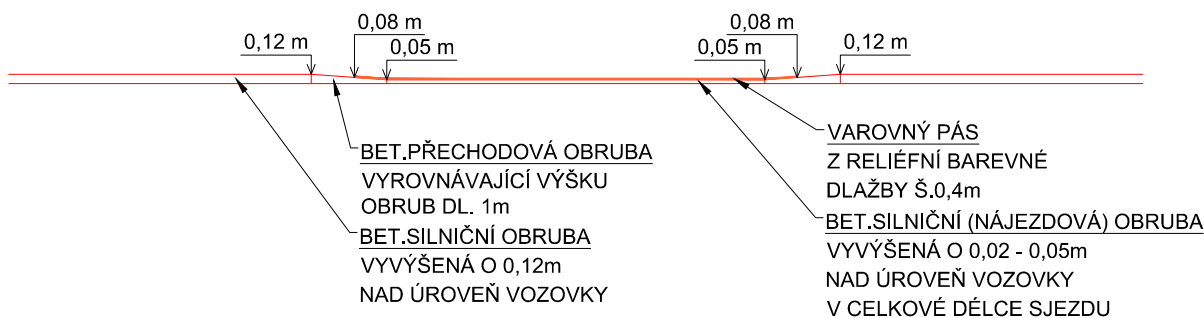 0,12 m
0,08 m
0,05 m
0,05 m
0,08 m
0,12 m
BET.PŘECHODOVÁ OBRUBA
VYROVNÁVAJÍCÍ VÝŠKU
OBRUB DL. 1m
BET.SILNIČNÍ OBRUBA
VYVÝŠENÁ O 0,12m
NAD ÚROVEŇ VOZOVKY
VAROVNÝ PÁS
Z RELIÉFNÍ BAREVNÉ
DLAŽBY Š.0,4m
BET.SILNIČNÍ (NÁJEZDOVÁ) OBRUBA
VYVÝŠENÁ O 0,02 - 0,05m
NAD ÚROVEŇ VOZOVKY
V CELKOVÉ DÉLCE SJEZDU